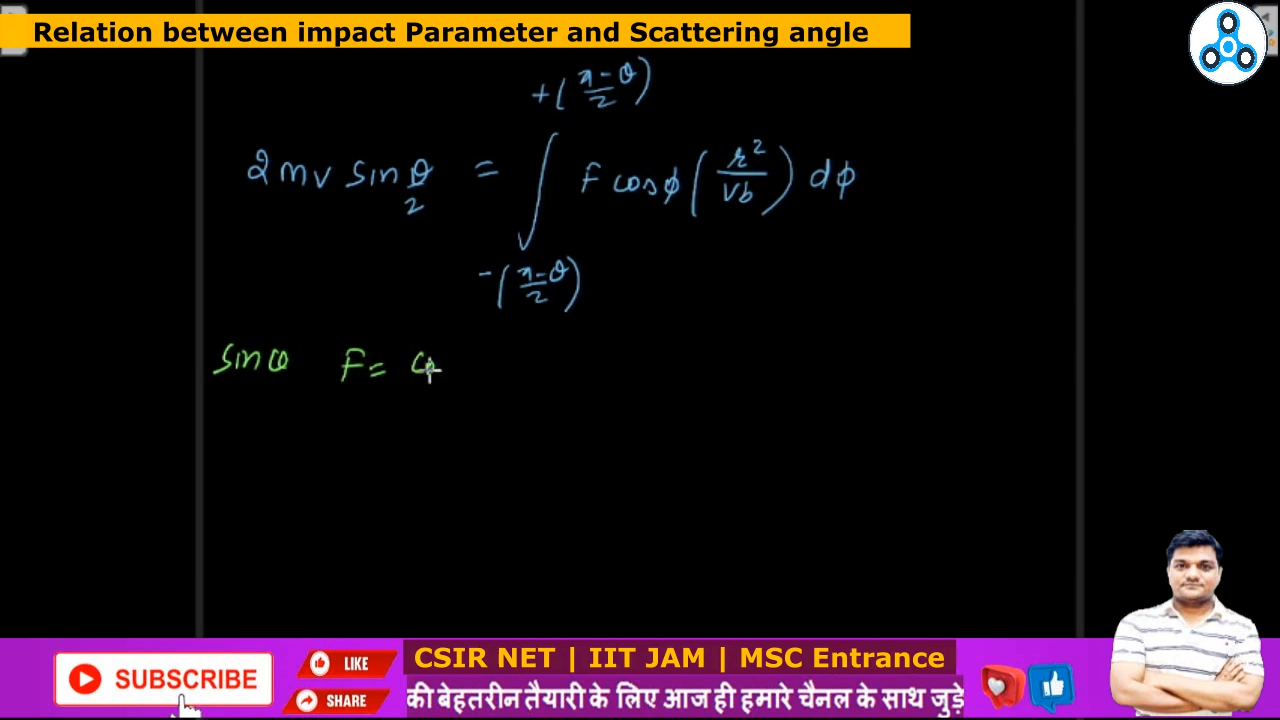 Relation between impact Parameter and Scattering angle
+(π-θ/2)
2mv sin θ/2 = ∫ F cosϕ (r²/vb) dϕ
-(π-θ/2)
sinθ F=
SUBSCRIBE
LIKE
SHARE
CSIR NET | IIT JAM | MSC Entrance
की बेहतरीन तैयारी के लिए आज ही हमारे चैनल के साथ जुड़े